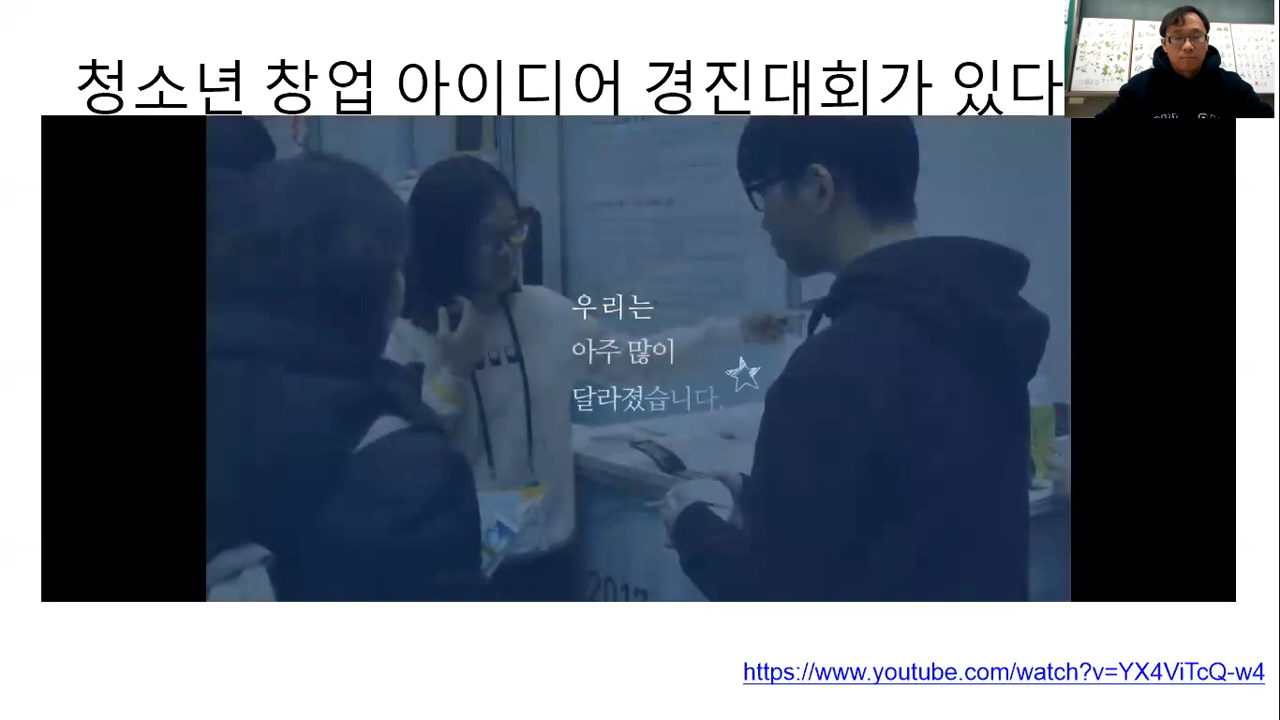 청소년 창업 아이디어 경진대회가 있다
우리는
아주 많이
달라졌습니다.
2017
https://www.youtube.com/watch?v=YX4ViTcQ-w4